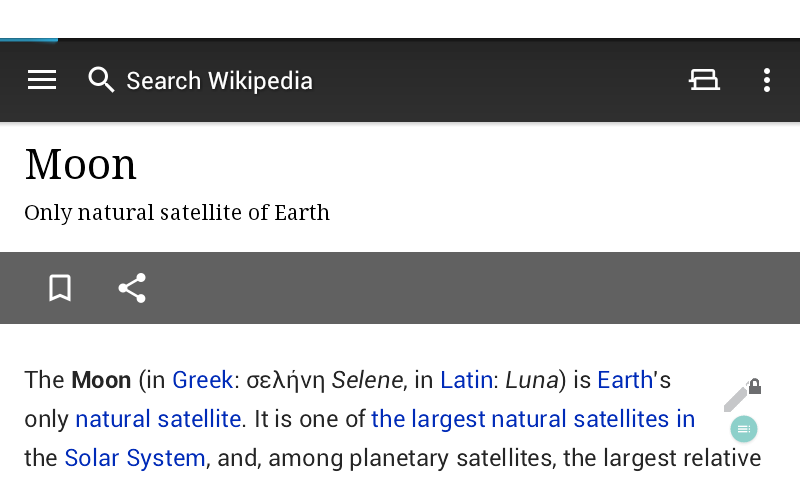 Search Wikipedia
Moon
Only natural satellite of Earth
The Moon (in Greek: σελήνη Selene, in Latin: Luna) is Earth's
only natural satellite. It is one of the largest natural satellites in
the Solar System, and, among planetary satellites, the largest relative